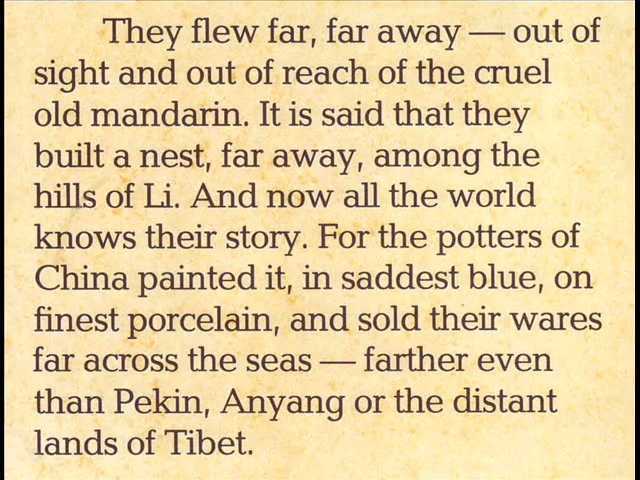 They flew far, far away — out of
sight and out of reach of the cruel
old mandarin. It is said that they
built a nest, far away, among the
hills of Li. And now all the world
knows their story. For the potters of
China painted it, in saddest blue, on
finest porcelain, and sold their wares
far across the seas — farther even
than Pekin, Anyang or the distant
lands of Tibet.